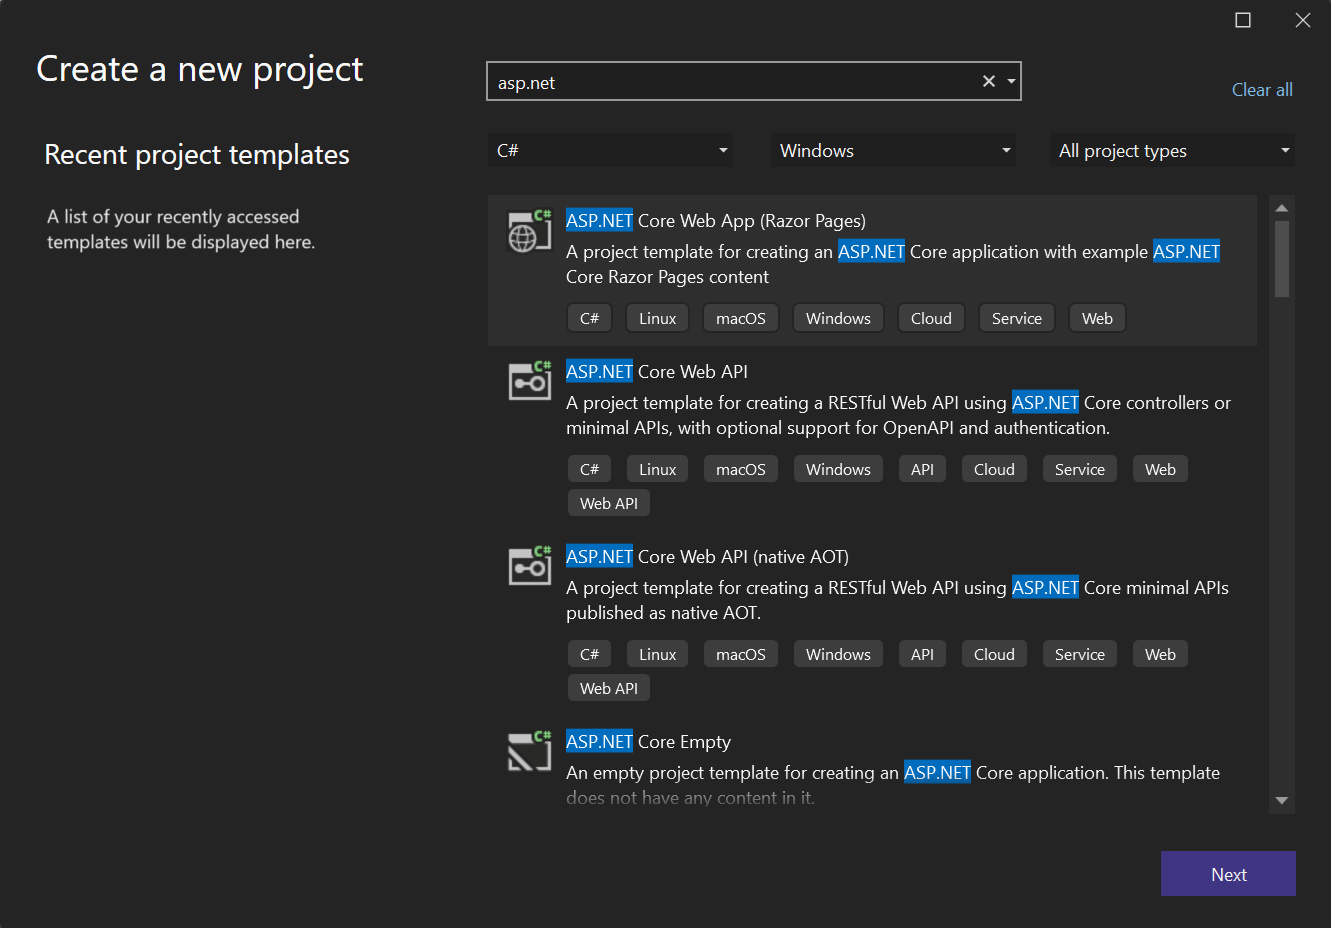 Create a new project
asp.net
Clear all
Recent project templates
C#
Windows
All project types
A list of your recently accessed
templates will be displayed here.
C#
ASP.NET Core Web App (Razor Pages)
A project template for creating an ASP.NET Core application with example ASP.NET
Core Razor Pages content
C# Linux macOS Windows Cloud Service Web
C#
ASP.NET Core Web API
A project template for creating a RESTful Web API using ASP.NET Core controllers or
minimal APIs, with optional support for OpenAPI and authentication.
C# Linux macOS Windows API Cloud Service Web
Web API
C#
ASP.NET Core Web API (native AOT)
A project template for creating a RESTful Web API using ASP.NET Core minimal APIs
published as native AOT.
C# Linux macOS Windows API Cloud Service Web
Web API
C#
ASP.NET Core Empty
An empty project template for creating an ASP.NET Core application. This template
does not have any content in it.
Next